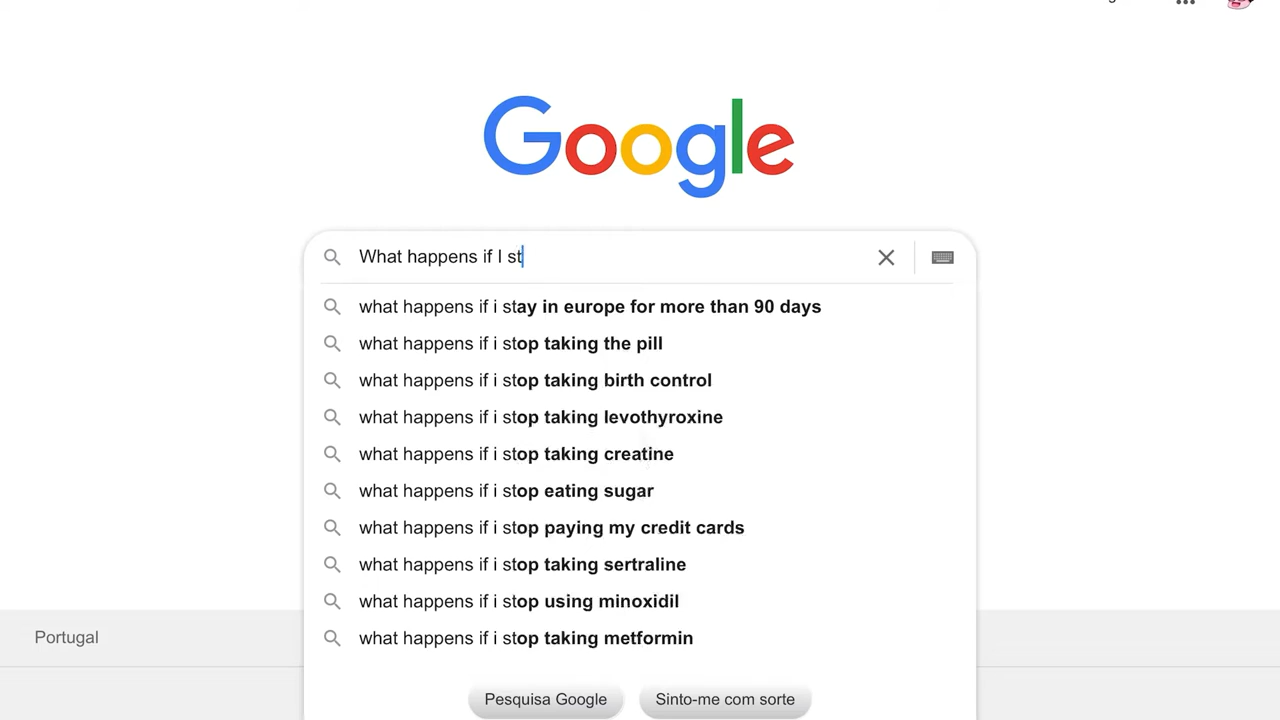 Google
What happens if I st
what happens if i stay in europe for more than 90 days
what happens if i stop taking the pill
what happens if i stop taking birth control
what happens if i stop taking levothyroxine
what happens if i stop taking creatine
what happens if i stop eating sugar
what happens if i stop paying my credit cards
what happens if i stop taking sertraline
what happens if i stop using minoxidil
what happens if i stop taking metformin
Portugal
Pesquisa Google
Sinto-me com sorte